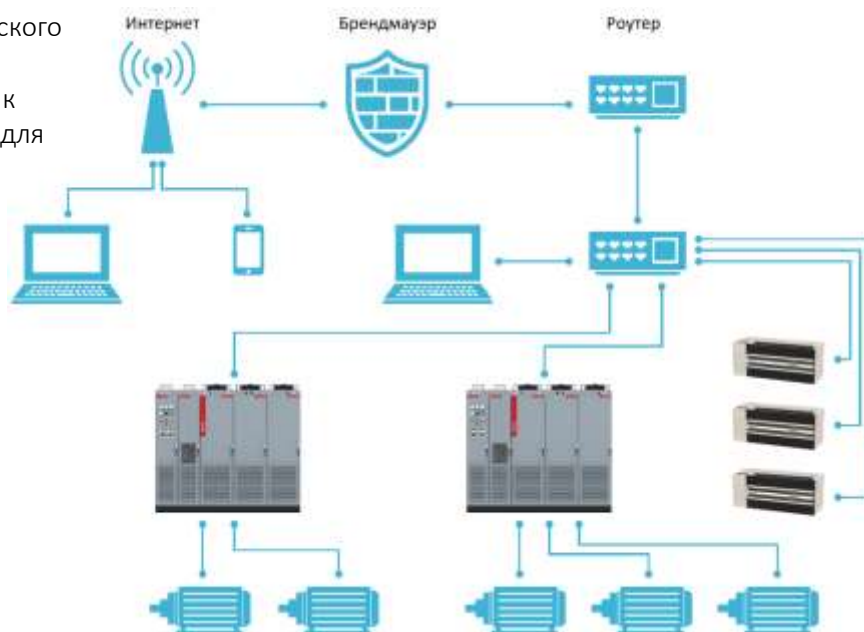 Интернет
Брендмауэр
Роутер
ского
к
для